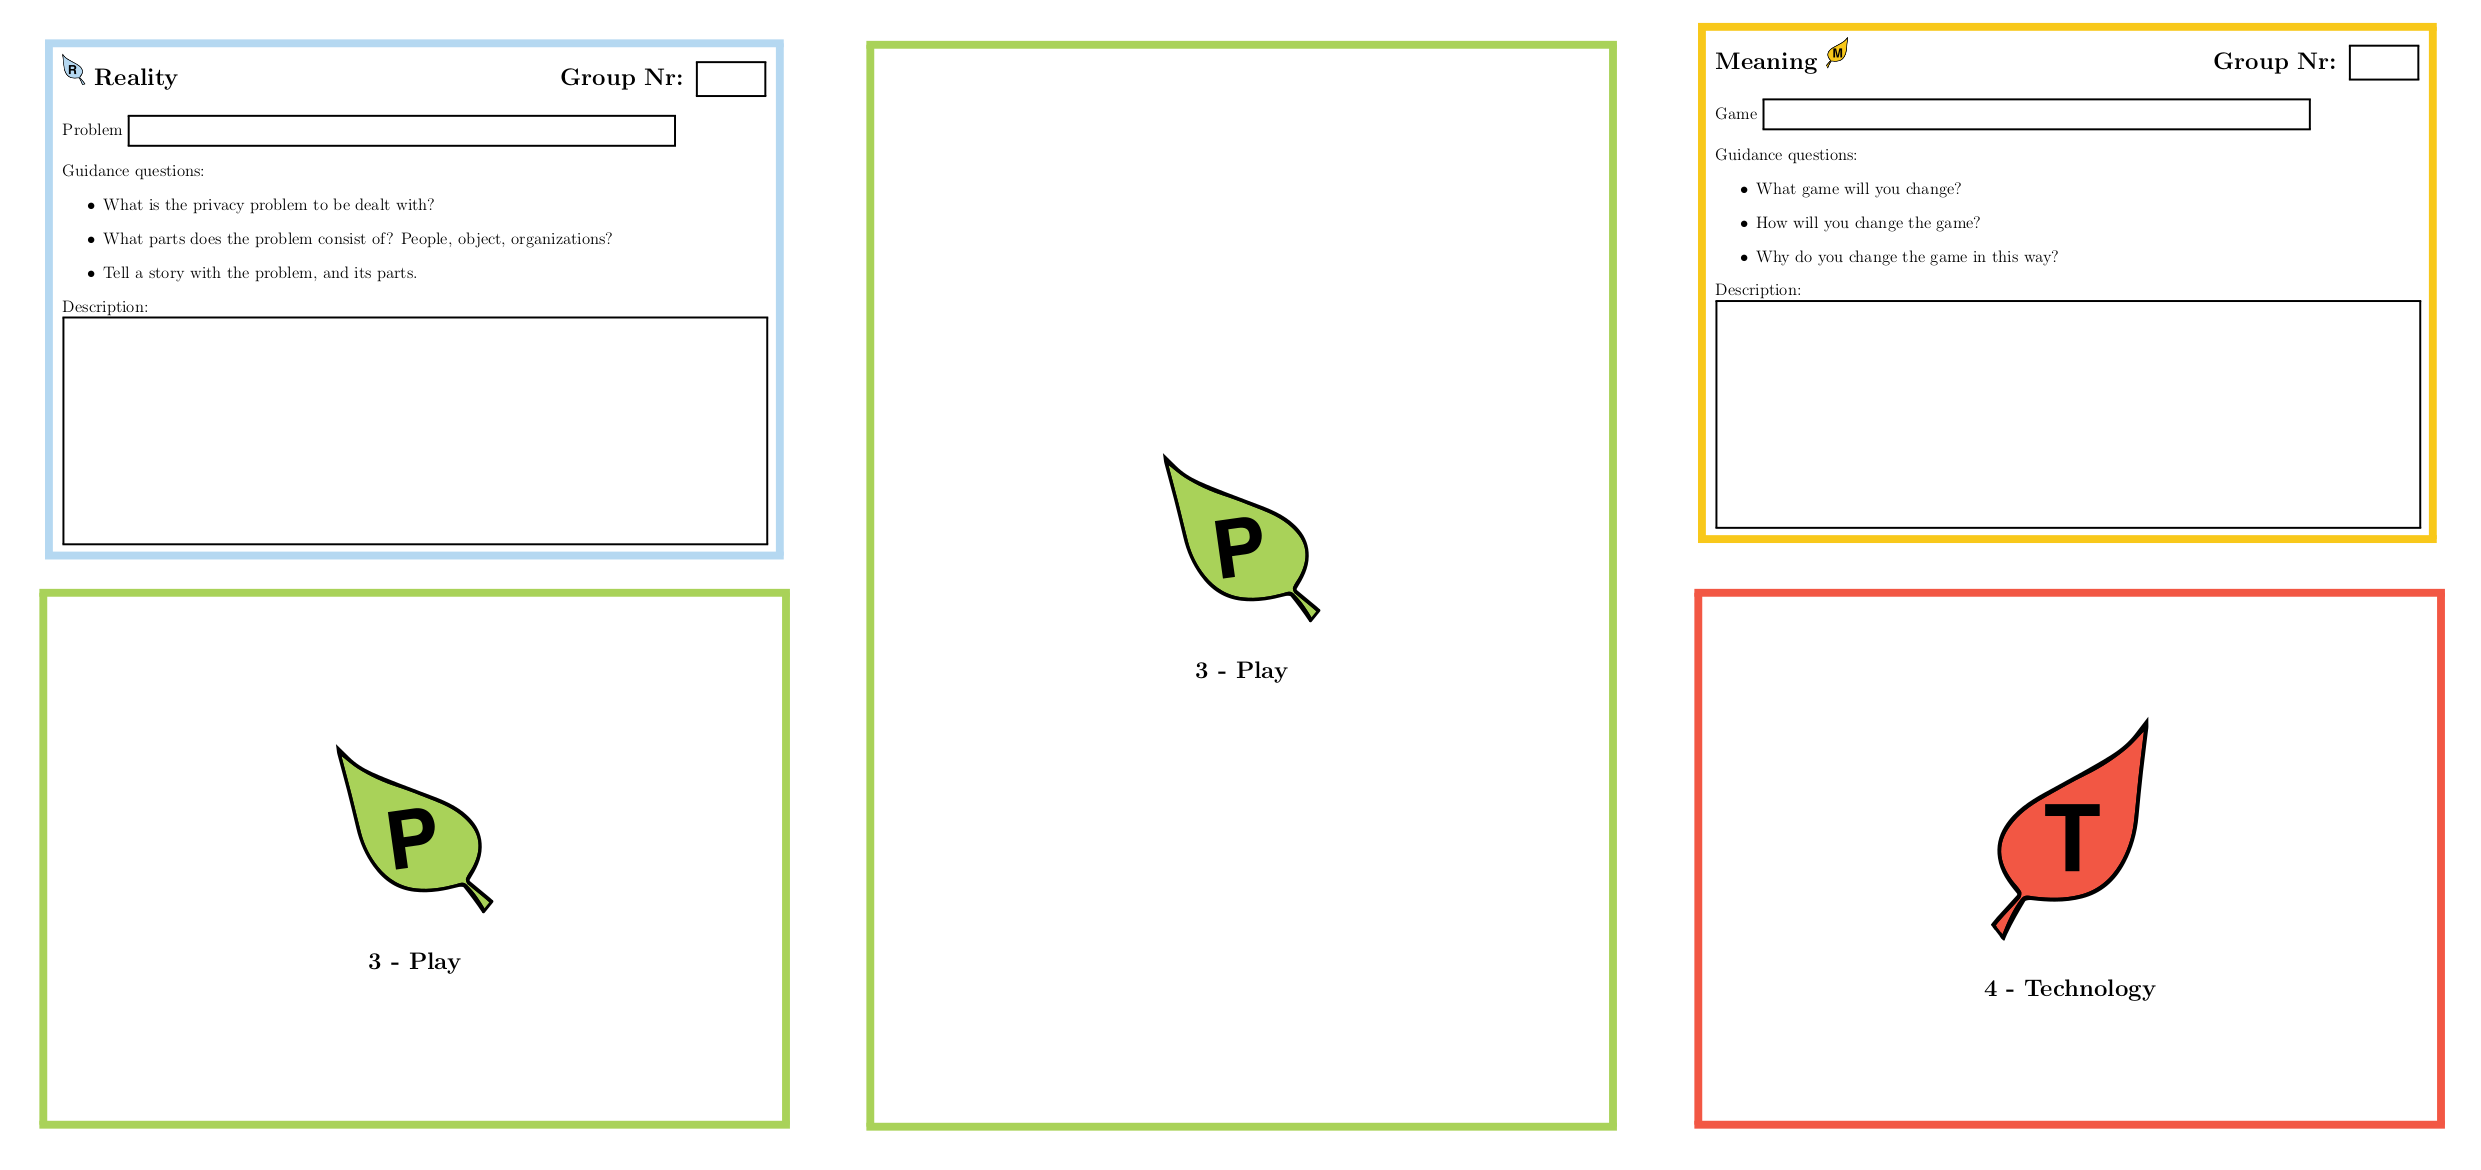 R Reality Group Nr:
Problem
Guidance questions:
• What is the privacy problem to be dealt with?
• What parts does the problem consist of? People, object, organizations?
• Tell a story with the problem, and its parts.
Description:
P
3 - Play
P
3 - Play
Meaning M Group Nr:
Game
Guidance questions:
• What game will you change?
• How will you change the game?
• Why do you change the game in this way?
Description:
T
4 - Technology